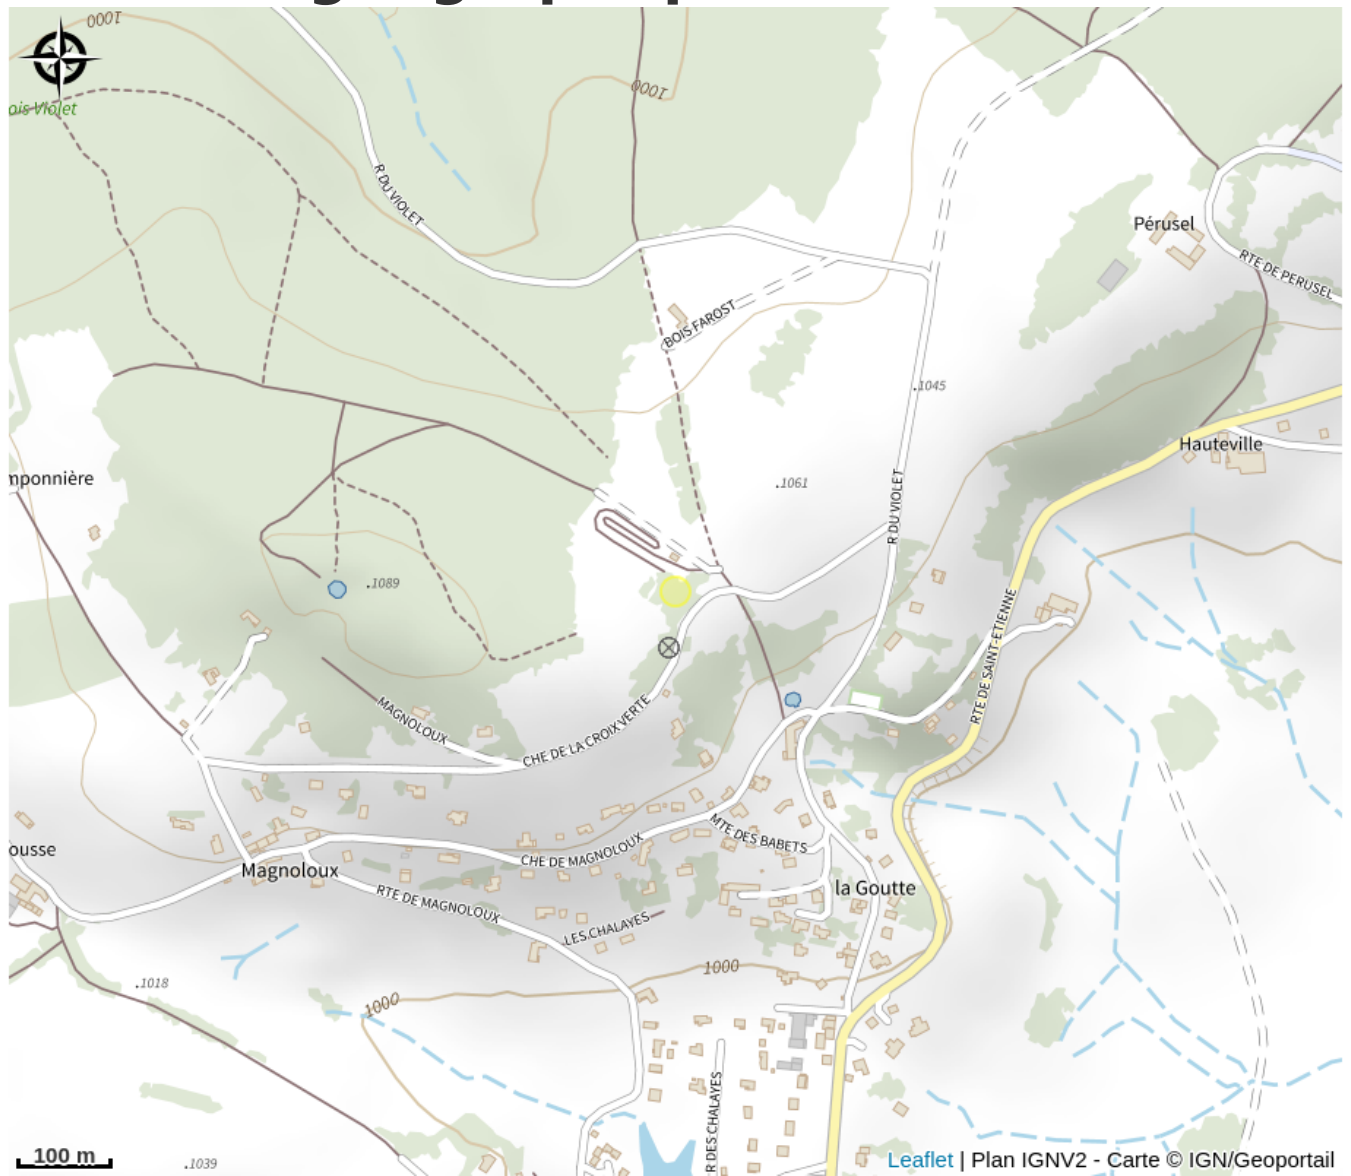 1000
1000
ois Violet
R DU VIOLET
Pérusel
RTE DE PERUSEL
BOIS FAROST
.1045
Hauteville
mponnière
.1061
R DU VIOLET
.1089
RTE DE SAINT-ETIENNE
MAGNOLOUX
CHE DE LA CROIX VERTE
MTE DES BABETS
CHE DE MAGNOLOUX
ousse
Magnoloux
la Goutte
RTE DE MAGNOLOUX
LES CHALAYES
1000
.1018
1000
R DES CHALAYES
100 m
.1039
Leaflet | Plan IGNV2 - Carte © IGN/Geoportail